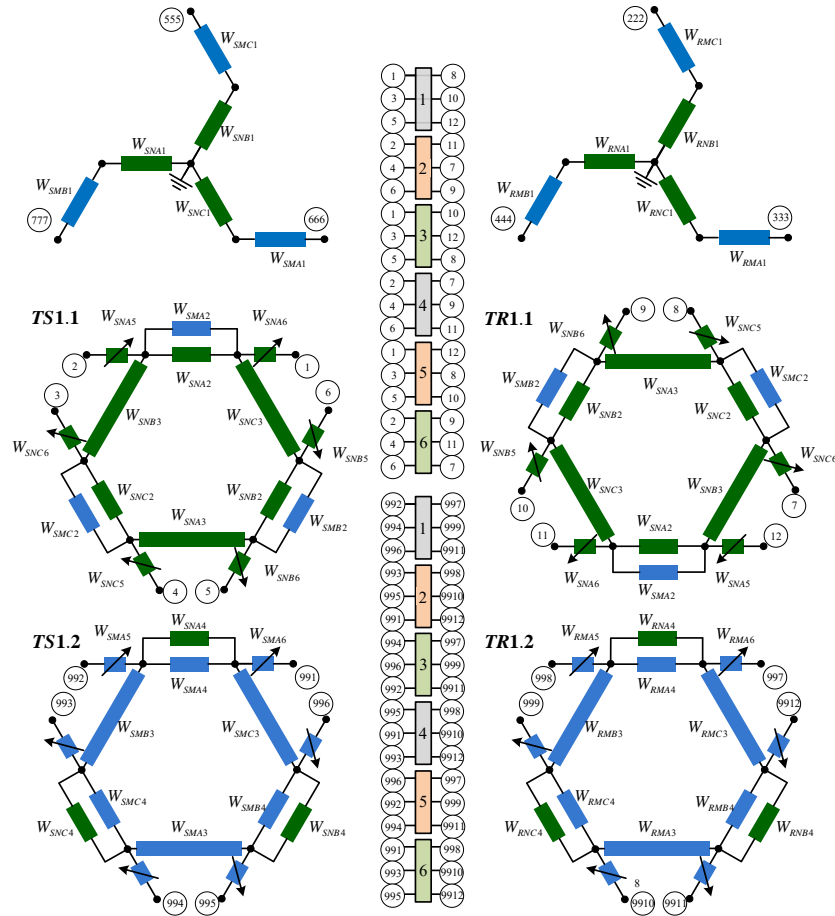 555
W_SMC1
W_SNB1
W_SNA1
W_SMB1
W_SNC1
777
666
W_SMA1
222
W_RMC1
W_RNB1
W_RNA1
W_RMB1
W_RNC1
444
333
W_RMA1
1 8
3 1 10
5 12
2 11
4 2 7
6 9
1 10
3 3 12
5 8
2 7
4 4 9
6 11
1 12
3 5 8
5 10
2 9
4 6 11
6 7
992 997
994 1 999
996 9911
993 998
995 2 9910
991 9912
994 997
996 3 999
992 9911
995 998
991 4 9910
993 9912
996 997
992 5 999
994 9911
991 998
993 6 9910
995 9912
TS1.1
W_SMA2
W_SNA5
W_SNA6
2
W_SNA2
1
3
6
W_SNB3
W_SNC3
W_SNC6
W_SNB5
W_SNC2
W_SNB2
W_SMC2
W_SMB2
W_SNA3
W_SNC5
W_SNB6
4
5
TR1.1
9
8
W_SNB6
W_SNC5
W_SNA3
W_SMB2
W_SMC2
W_SNB2
W_SNC2
W_SNB5
W_SNC6
W_SNC3
W_SNB3
10
7
11
W_SNA2
12
W_SNA6
W_SMA2
W_SNA5
TS1.2
W_SNA4
W_SMA5
W_SMA6
992
W_SMA4
991
993
996
W_SMB3
W_SMC3
W_SMC4
W_SMB4
W_SNC4
W_SNB4
W_SMA3
994
995
TR1.2
W_RNA4
W_RMA5
W_RMA6
998
W_RMA4
997
999
9912
W_RMB3
W_RMC3
W_RMC4
W_RMB4
W_RNC4
W_RNB4
W_RMA3
8
9910
9911